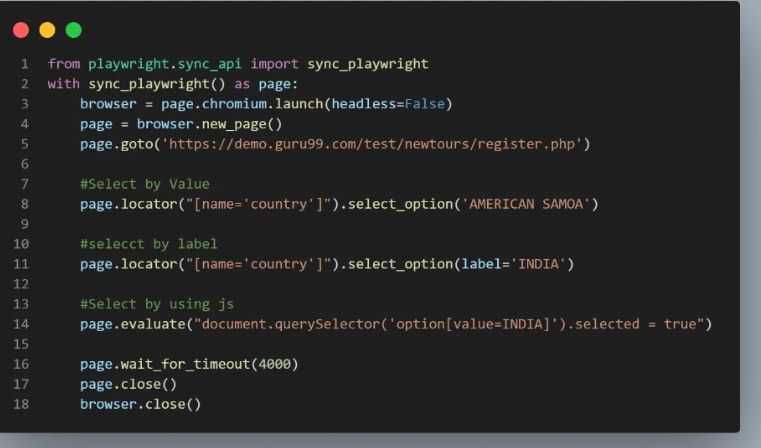 1 from playwright.sync_api import sync_playwright
2 with sync_playwright() as page:
3     browser = page.chromium.launch(headless=False)
4     page = browser.new_page()
5     page.goto('https://demo.guru99.com/test/newtours/register.php')
6
7     #Select by Value
8     page.locator("[name='country']").select_option('AMERICAN SAMOA')
9
10     #selecct by label
11     page.locator("[name='country']").select_option(label='INDIA')
12
13     #Select by using js
14     page.evaluate("document.querySelector('option[value=INDIA]').selected = true")
15
16     page.wait_for_timeout(4000)
17     page.close()
18     browser.close()